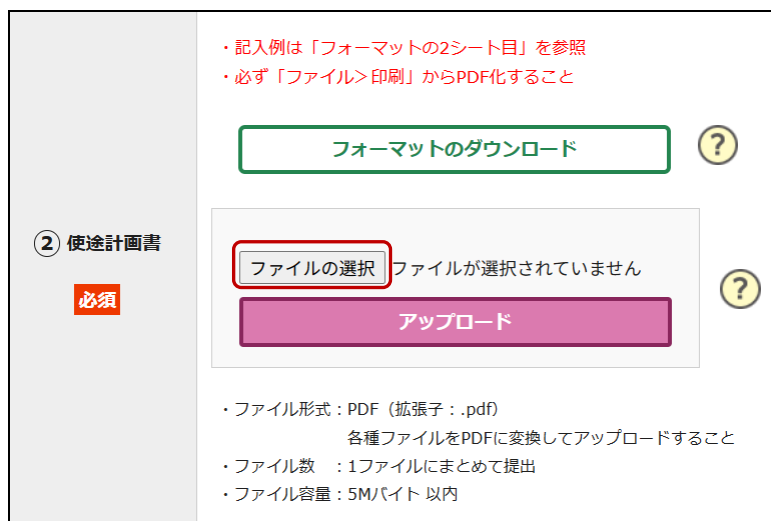 ・記入例は「フォーマットの2シート目」を参照
・必ず「ファイル＞印刷」からPDF化すること
フォーマットのダウンロード
?
② 使途計画書
必須
ファイルの選択 ファイルが選択されていません
アップロード
?
・ファイル形式：PDF（拡張子：.pdf）
各種ファイルをPDFに変換してアップロードすること
・ファイル数　：1ファイルにまとめて提出
・ファイル容量：5Mバイト 以内